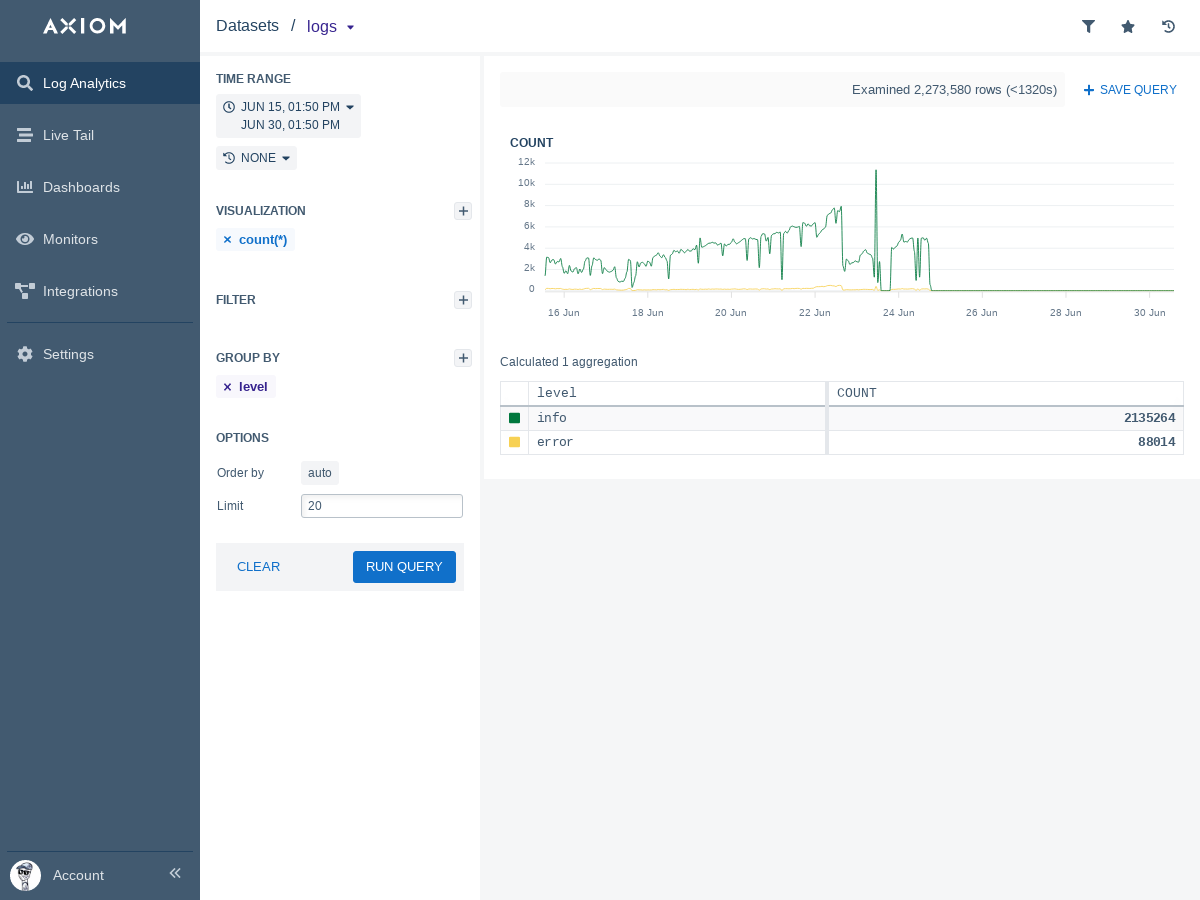 AXIOM
Log Analytics
Live Tail
Dashboards
Monitors
Integrations
Settings
Account
Datasets / logs
TIME RANGE
JUN 15, 01:50 PM
JUN 30, 01:50 PM
NONE
VISUALIZATION
count(*)
FILTER
GROUP BY
level
OPTIONS
Order by auto
Limit 20
CLEAR RUN QUERY
Examined 2,273,580 rows (<1320s) SAVE QUERY
COUNT
12k
10k
8k
6k
4k
2k
0
16 Jun 18 Jun 20 Jun 22 Jun 24 Jun 26 Jun 28 Jun 30 Jun
Calculated 1 aggregation
level COUNT
info 2135264
error 88014